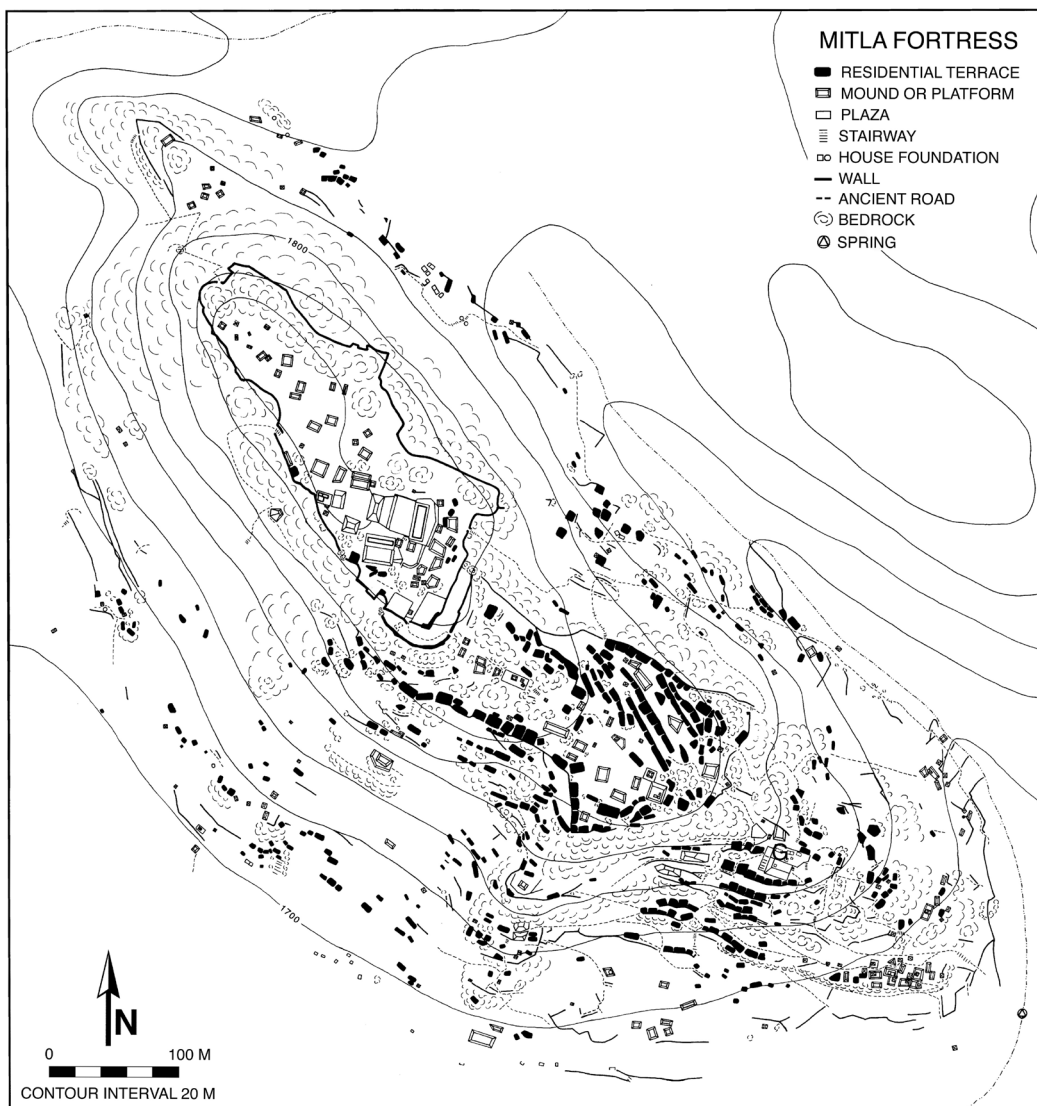 MITLA FORTRESS
RESIDENTIAL TERRACE
MOUND OR PLATFORM
PLAZA
STAIRWAY
HOUSE FOUNDATION
WALL
ANCIENT ROAD
BEDROCK
SPRING
1800
G
1700
N
0 100 M
CONTOUR INTERVAL 20 M